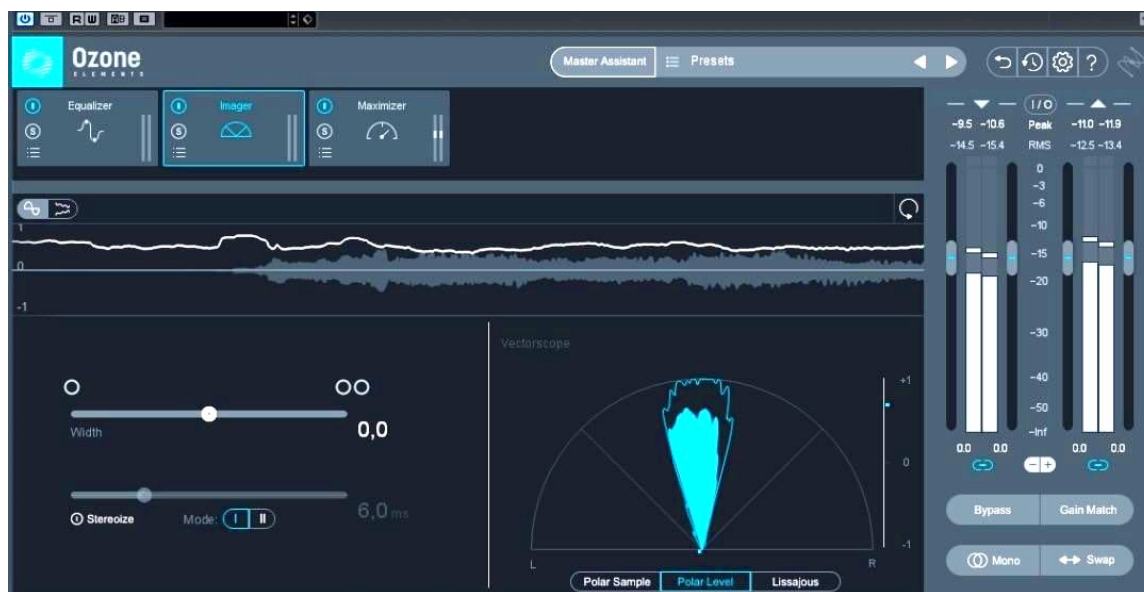 R W
Ozone
ELEMENTS
Master Assistant
Presets
?
Equalizer
Imager
Maximizer
S
S
S
I/O
-9.5 -10.6 Peak -11.0 -11.9
-14.5 -15.4 RMS -12.5 -13.4
0
-3
-6
-10
-15
-20
-30
-40
-50
-Inf
0.0 0.0
0.0 0.0
- +
1
0
-1
Width
0,0
Stereoize
Mode: I II
6,0 ms
Vectorscope
+1
0
-1
L R
Polar Sample Polar Level Lissajous
Bypass Gain Match
Mono Swap